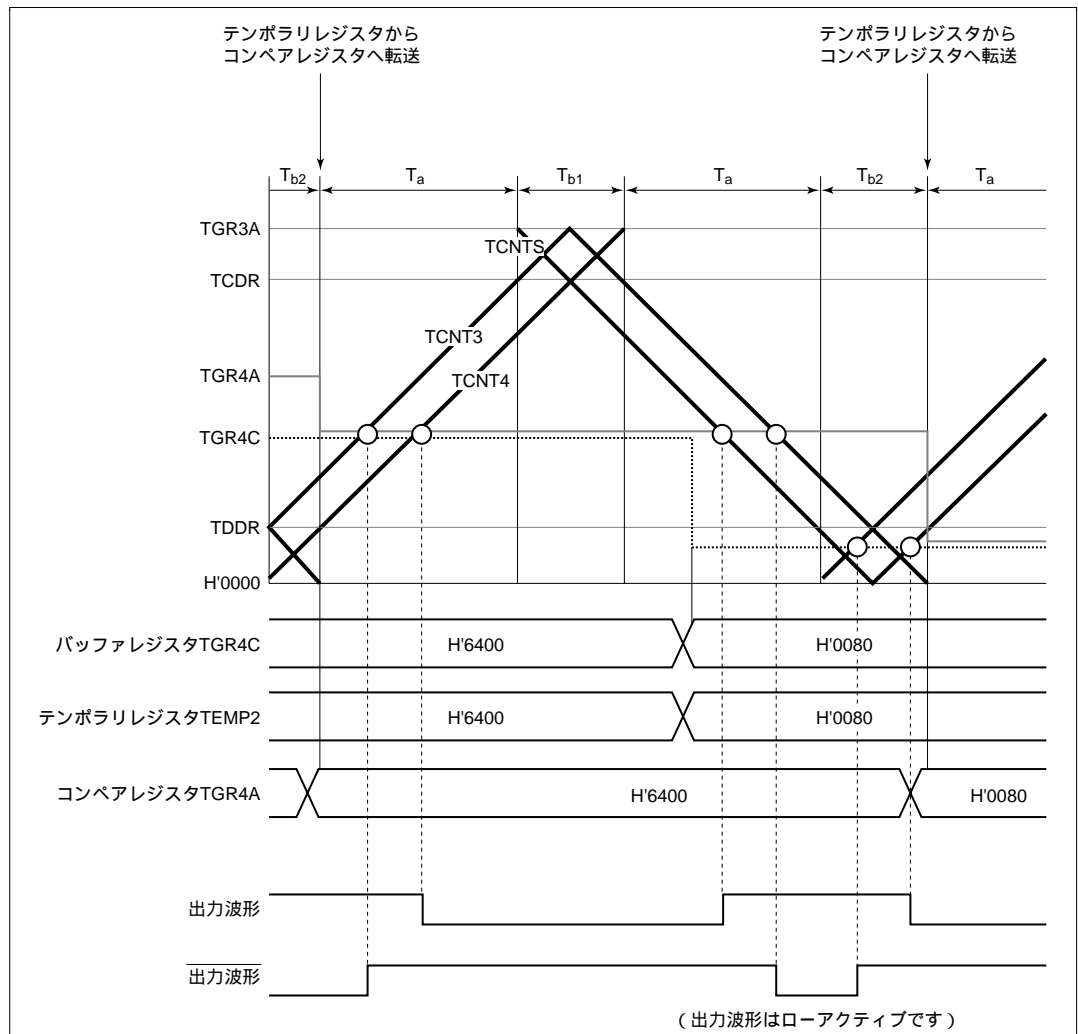 テンポラリレジスタから
コンペアレジスタへ転送
テンポラリレジスタから
コンペアレジスタへ転送
Tb2
Ta
Tb1
Ta
Tb2
Ta
TGR3A
TCNTS
TCDR
TCNT3
TGR4A
TCNT4
TGR4C
TDDR
H'0000
バッファレジスタTGR4C
H'6400
H'0080
テンポラリレジスタTEMP2
H'6400
H'0080
コンペアレジスタTGR4A
H'6400
H'0080
出力波形
出力波形
(出力波形はローアクティブです)